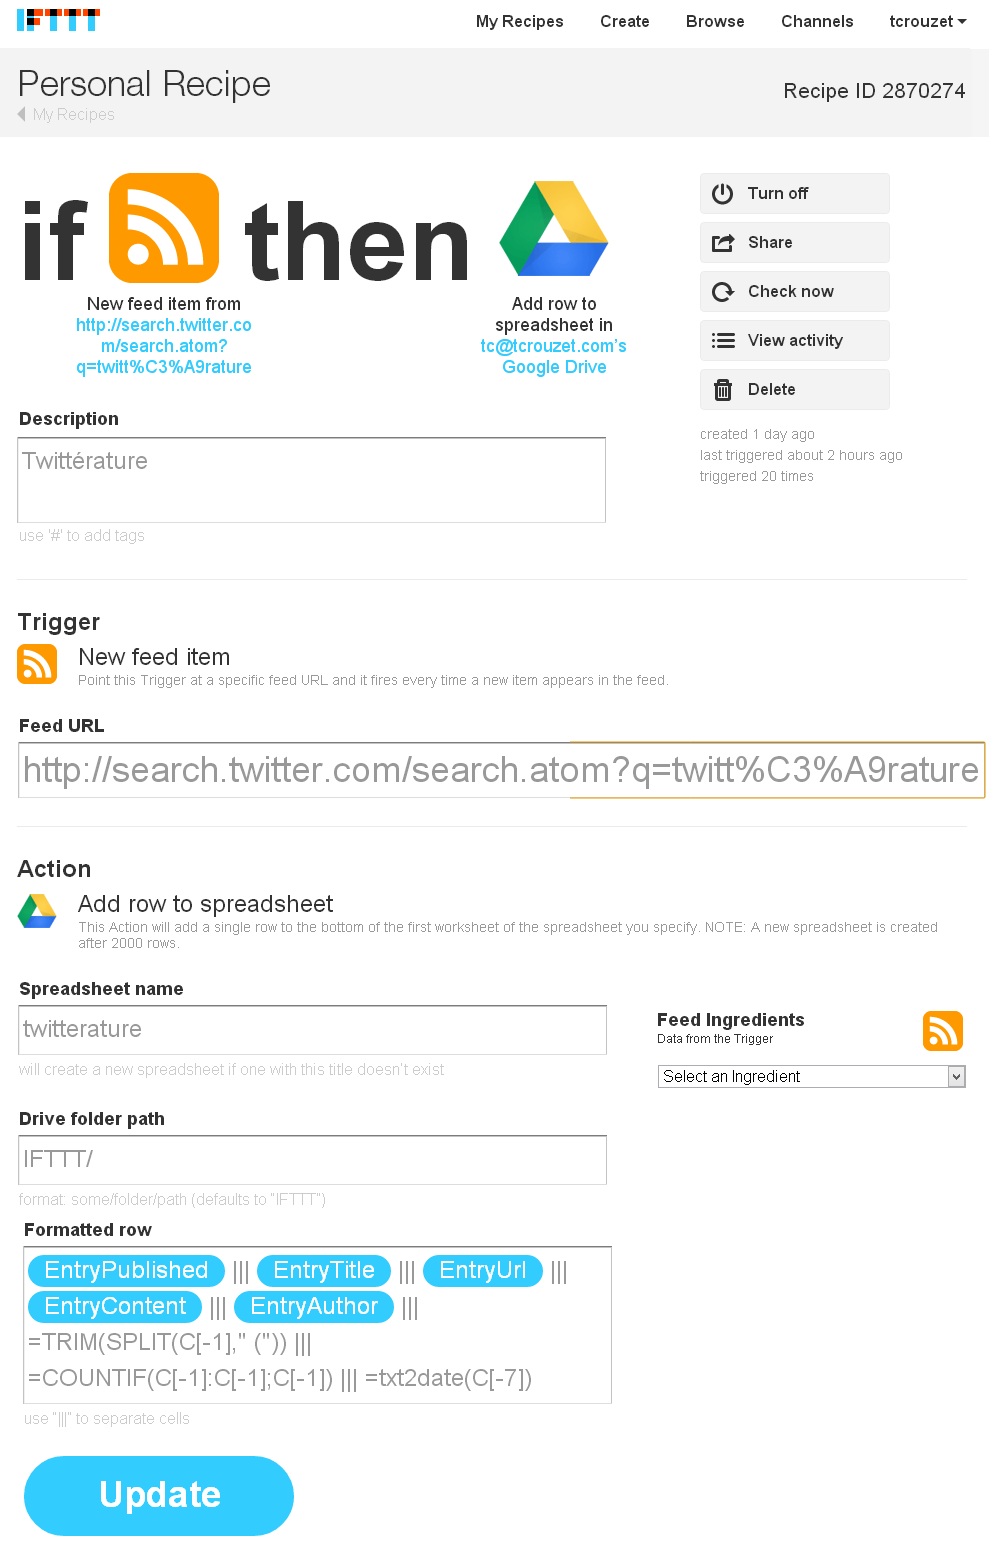 IFTTT
My Recipes Create Browse Channels tcrouzet
Personal Recipe
Recipe ID 2870274
My Recipes
if then
New feed item from
http://search.twitter.co
m/search.atom?
q=twitt%C3%A9rature
Add row to
spreadsheet in
tc@tcrouzet.com's
Google Drive
Turn off
Share
Check now
View activity
Delete
created 1 day ago
last triggered about 2 hours ago
triggered 20 times
Description
Twittérature
use '#' to add tags
Trigger
New feed item
Point this Trigger at a specific feed URL and it fires every time a new item appears in the feed.
Feed URL
http://search.twitter.com/search.atom?q=twitt%C3%A9rature
Action
Add row to spreadsheet
This Action will add a single row to the bottom of the first worksheet of the spreadsheet you specify. NOTE: A new spreadsheet is created
after 2000 rows.
Spreadsheet name
twitterature
will create a new spreadsheet if one with this title doesn't exist
Feed Ingredients
Data from the Trigger
Select an Ingredient
Drive folder path
IFTTT/
format: some/folder/path (defaults to "IFTTT")
Formatted row
EntryPublished ||| EntryTitle ||| EntryUrl |||
EntryContent ||| EntryAuthor |||
=TRIM(SPLIT(C[-1]," (")) |||
=COUNTIF(C[-1]:C[-1];C[-1]) ||| =txt2date(C[-7])
use "|||" to separate cells
Update